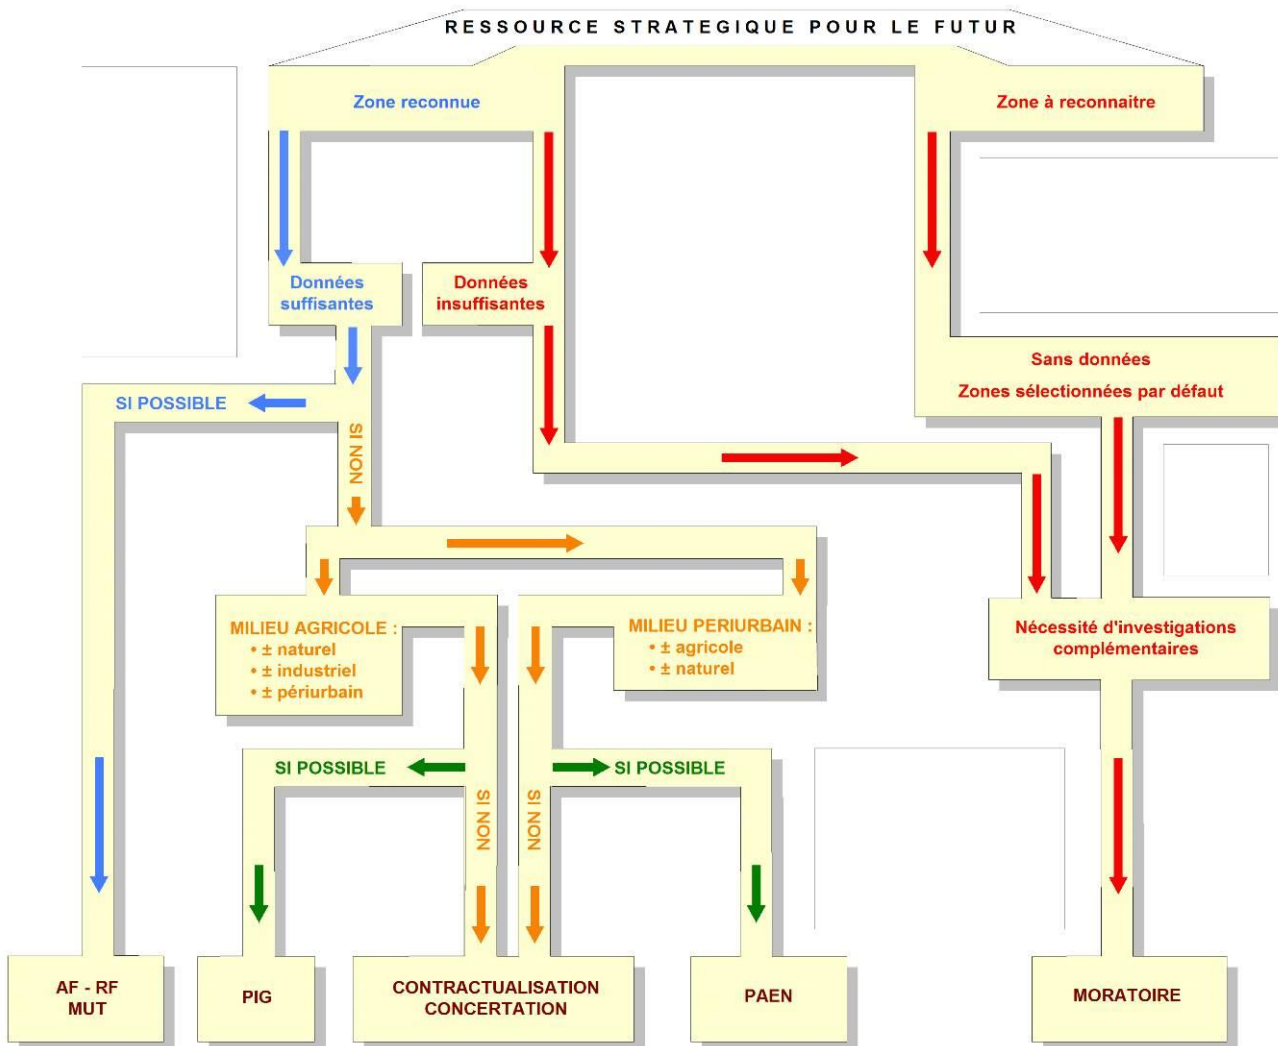 RESSOURCE STRATEGIQUE POUR LE FUTUR
Zone reconnue
Zone à reconnaitre
Données
suffisantes
Données
insuffisantes
Sans données
Zones sélectionnées par défaut
SI POSSIBLE
SI NON
MILIEU AGRICOLE :
• ± naturel
• ± industriel
• ± périurbain
MILIEU PERIURBAIN :
• ± agricole
• ± naturel
Nécessité d'investigations
complémentaires
SI POSSIBLE
SI POSSIBLE
SI NON
SI NON
AF - RF
MUT
PIG
CONTRACTUALISATION
CONCERTATION
PAEN
MORATOIRE